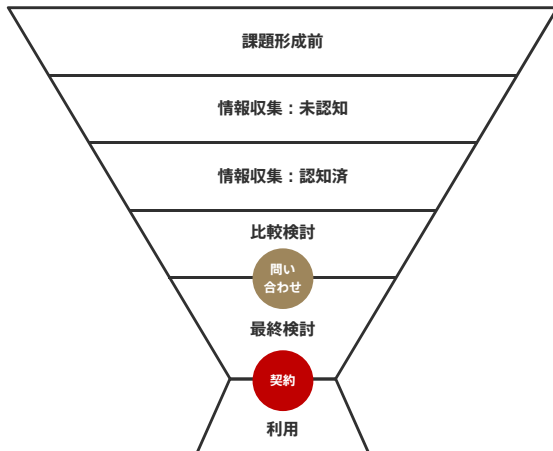 課題形成前
情報収集：未認知
情報収集：認知済
比較検討
問い
合わせ
最終検討
契約
利用